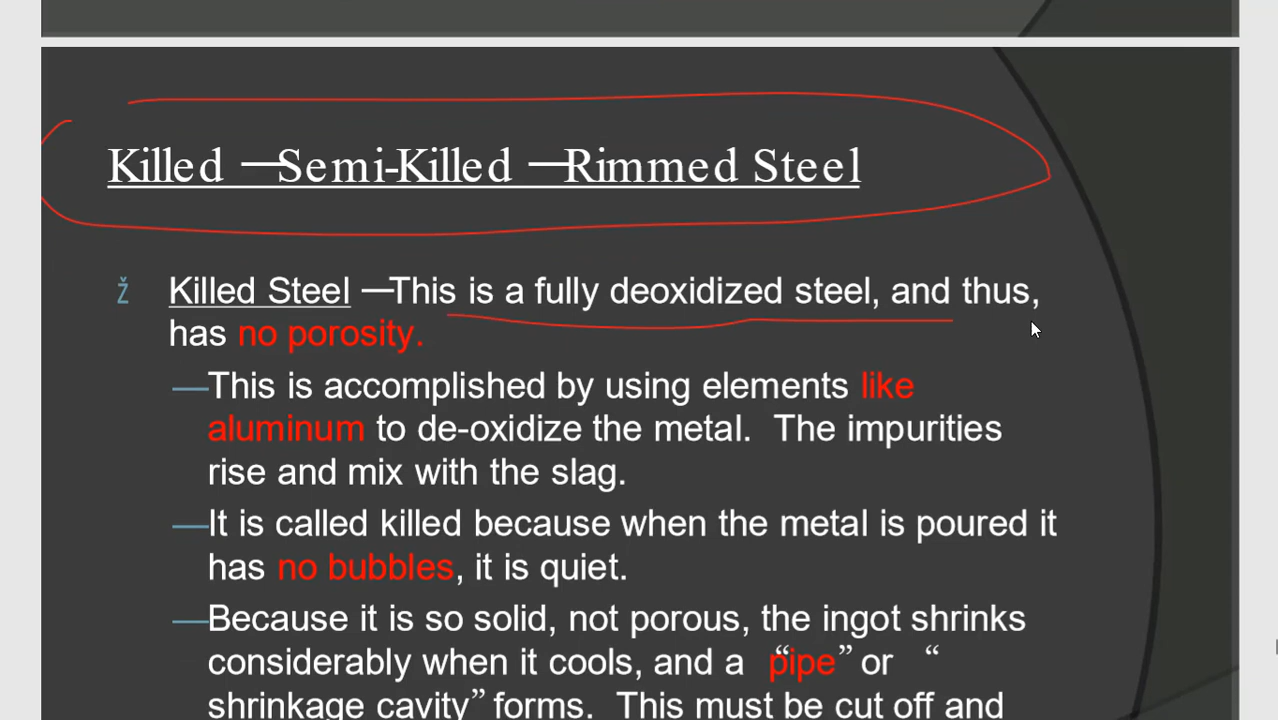 Killed —Semi-Killed —Rimmed Steel
Ž Killed Steel —This is a fully deoxidized steel, and thus,
has no porosity.
—This is accomplished by using elements like
aluminum to de-oxidize the metal.  The impurities
rise and mix with the slag.
—It is called killed because when the metal is poured it
has no bubbles, it is quiet.
—Because it is so solid, not porous, the ingot shrinks
considerably when it cools, and a “pipe” or “
shrinkage cavity” forms.  This must be cut off and